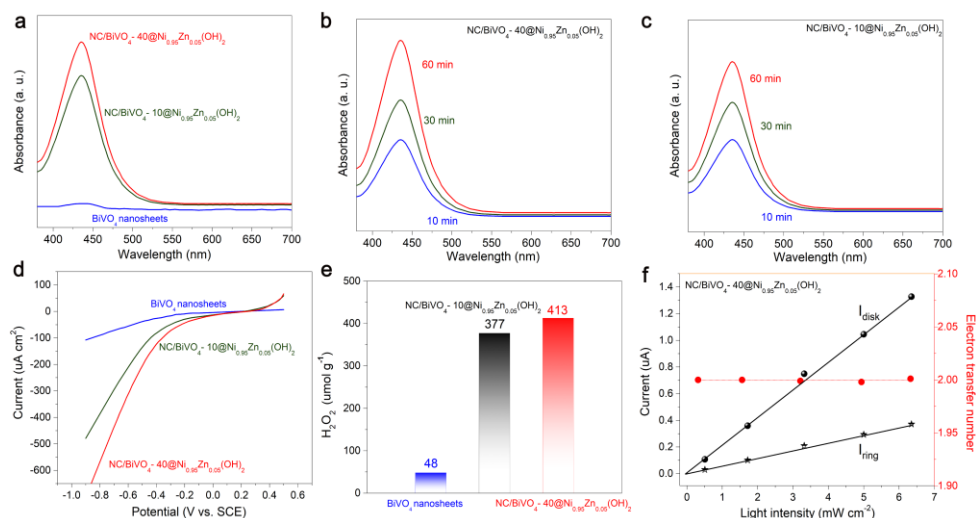 a
NC/BiVO4- 40@Ni0.95Zn0.05(OH)2
NC/BiVO4- 10@Ni0.95Zn0.05(OH)2
BiVO4 nanosheets
Absorbance (a. u.)
400 450 500 550 600 650 700
Wavelength (nm)
b
NC/BiVO4- 40@Ni0.95Zn0.05(OH)2
60 min
30 min
10 min
Absorbance (a. u.)
400 450 500 550 600 650 700
Wavelength (nm)
c
NC/BiVO4- 10@Ni0.95Zn0.05(OH)2
60 min
30 min
10 min
Absorbance (a. u.)
400 450 500 550 600 650 700
Wavelength (nm)
d
100
0
-100
-200
-300
-400
-500
-600
Current (uA cm2)
BiVO4 nanosheets
NC/BiVO4- 10@Ni0.95Zn0.05(OH)2
NC/BiVO4- 40@Ni0.95Zn0.05(OH)2
-1.0 -0.8 -0.6 -0.4 -0.2 0.0 0.2 0.4 0.6
Potential (V vs. SCE)
e
500
450
400
350
300
250
200
150
100
50
0
H2O2 (umol g-1)
NC/BiVO4- 10@Ni0.95Zn0.05(OH)2
48
377
413
BiVO4 nanosheets
NC/BiVO4- 40@Ni0.95Zn0.05(OH)2
f
NC/BiVO4- 40@Ni0.95Zn0.05(OH)2
1.6
1.4
1.2
1.0
0.8
0.6
0.4
0.2
0.0
Current (uA)
Idisk
Iring
2.10
2.05
2.00
1.95
1.90
Electron transfer number
0 1 2 3 4 5 6 7
Light intensity (mW cm-2)